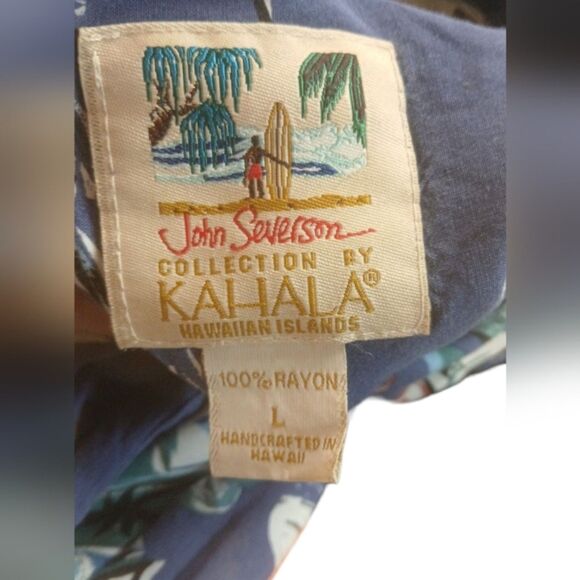 John Severson
COLLECTION BY
KAHALA®
HAWAIIAN ISLANDS
100% RAYON
L
HANDCRAFTED IN
HAWAII